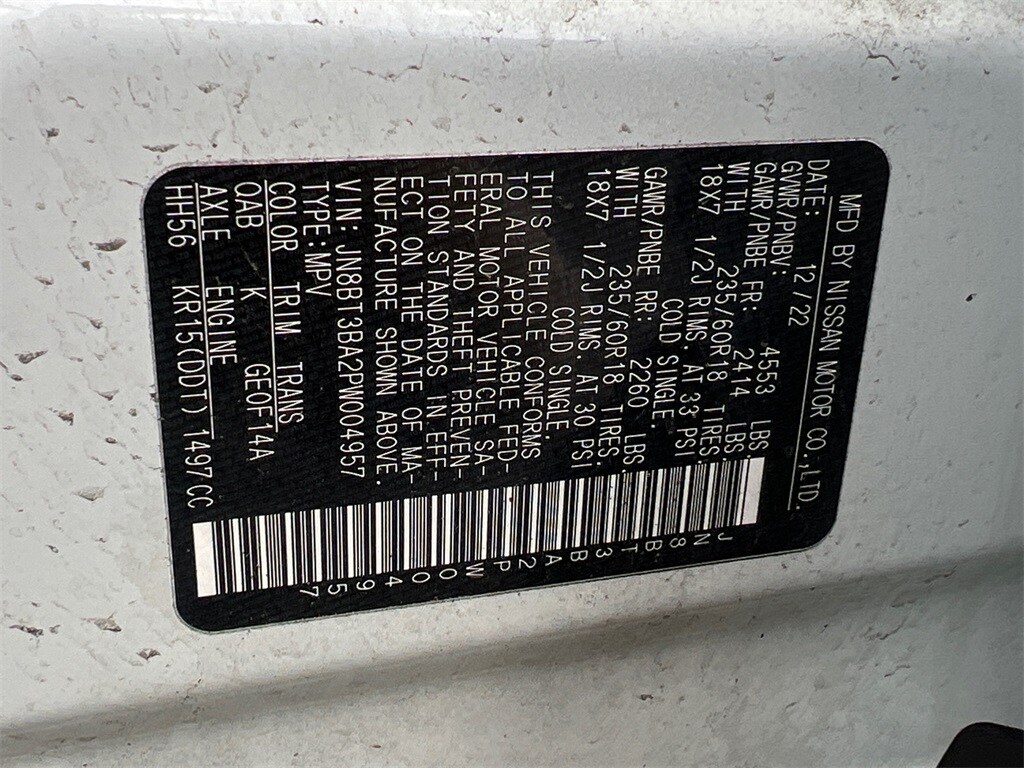 MFD BY NISSAN MOTOR CO.,LTD.
DATE: 12/22
GVWR/PNBV: 4553 LBS
GAWR/PNBE FR: 2414 LBS
WITH 235/60R18 TIRES
18X7 1/2J RIMS AT 33 PSI
COLD SINGLE.
GAWR/PNBE RR: 2260 LBS.
WITH 235/60R18 TIRES.
18X7 1/2J RIMS. AT 30 PSI
COLD SINGLE.
THIS VEHICLE CONFORMS
TO ALL APPLICABLE FED-
ERAL MOTOR VEHICLE SA-
FETY AND THEFT PREVEN-
TION STANDARDS IN EFF-
ECT ON THE DATE OF MA-
NUFACTURE SHOWN ABOVE.
VIN: JN8BT3BA2PW004957
TYPE:MPV
COLOR TRIM TRANS
QAB K GEOF14A
AXLE ENGINE
HH56 KR15(DDT)1497CC
JN8BT3BA2PW004957